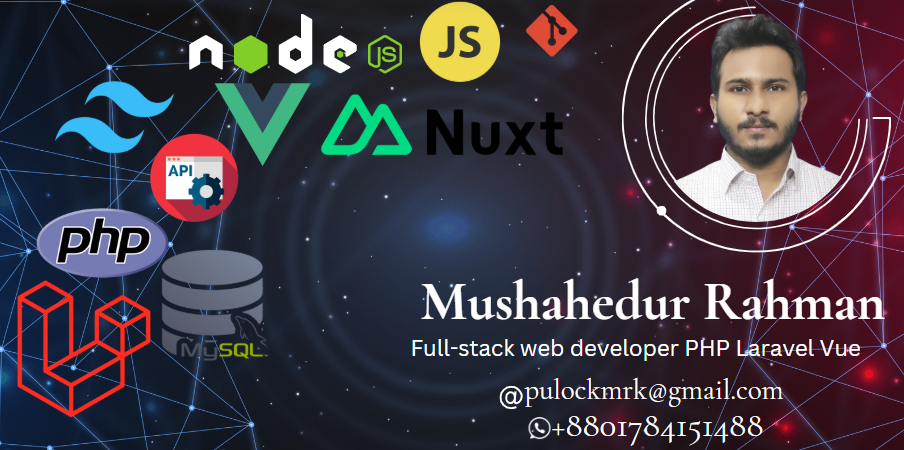 node
JS
JS
Nuxt
API
php
MySQL
Mushahedur Rahman
Full-stack web developer PHP Laravel Vue
@pulockmrk@gmail.com
+8801784151488